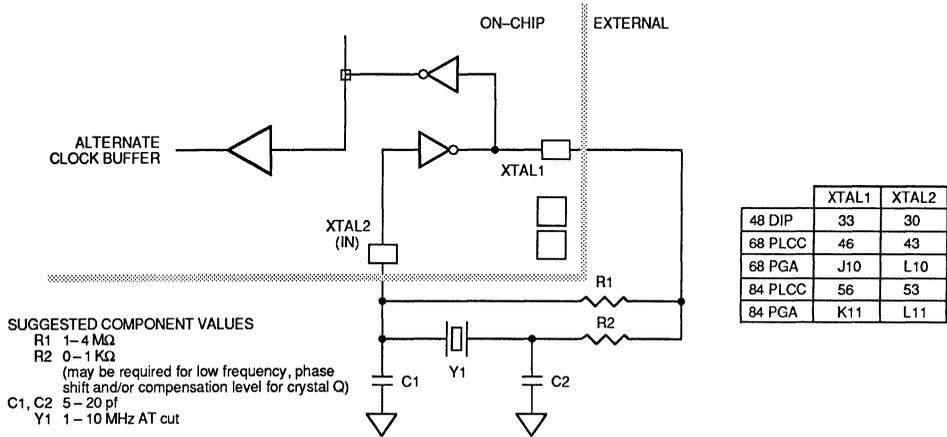 ON–CHIP
EXTERNAL
ALTERNATE
CLOCK BUFFER
XTAL1
XTAL2
(IN)
R1
R2
Y1
C1
C2
SUGGESTED COMPONENT VALUES
R1 1–4 MΩ
R2 0–1 KΩ
(may be required for low frequency, phase
shift and/or compensation level for crystal Q)
C1, C2 5–20 pf
Y1 1–10 MHz AT cut
XTAL1 XTAL2
48 DIP 33 30
68 PLCC 46 43
68 PGA J10 L10
84 PLCC 56 53
84 PGA K11 L11